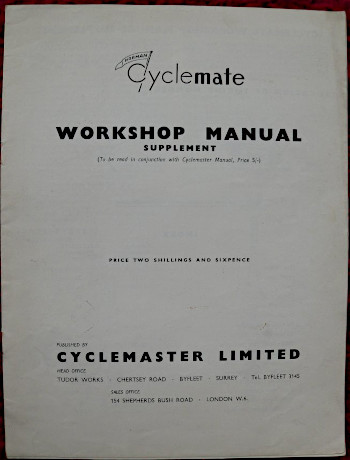 NORMAN
Cyclemate
WORKSHOP MANUAL
SUPPLEMENT
(To be read in conjunction with Cyclemaster Manual, Price 5/-)
PRICE TWO SHILLINGS AND SIXPENCE
PUBLISHED BY
CYCLEMASTER LIMITED
HEAD OFFICE
TUDOR WORKS · CHERTSEY ROAD · BYFLEET · SURREY · Tel. BYFLEET 3140
SALES OFFICE
154 SHEPHERDS BUSH ROAD · LONDON W.6.